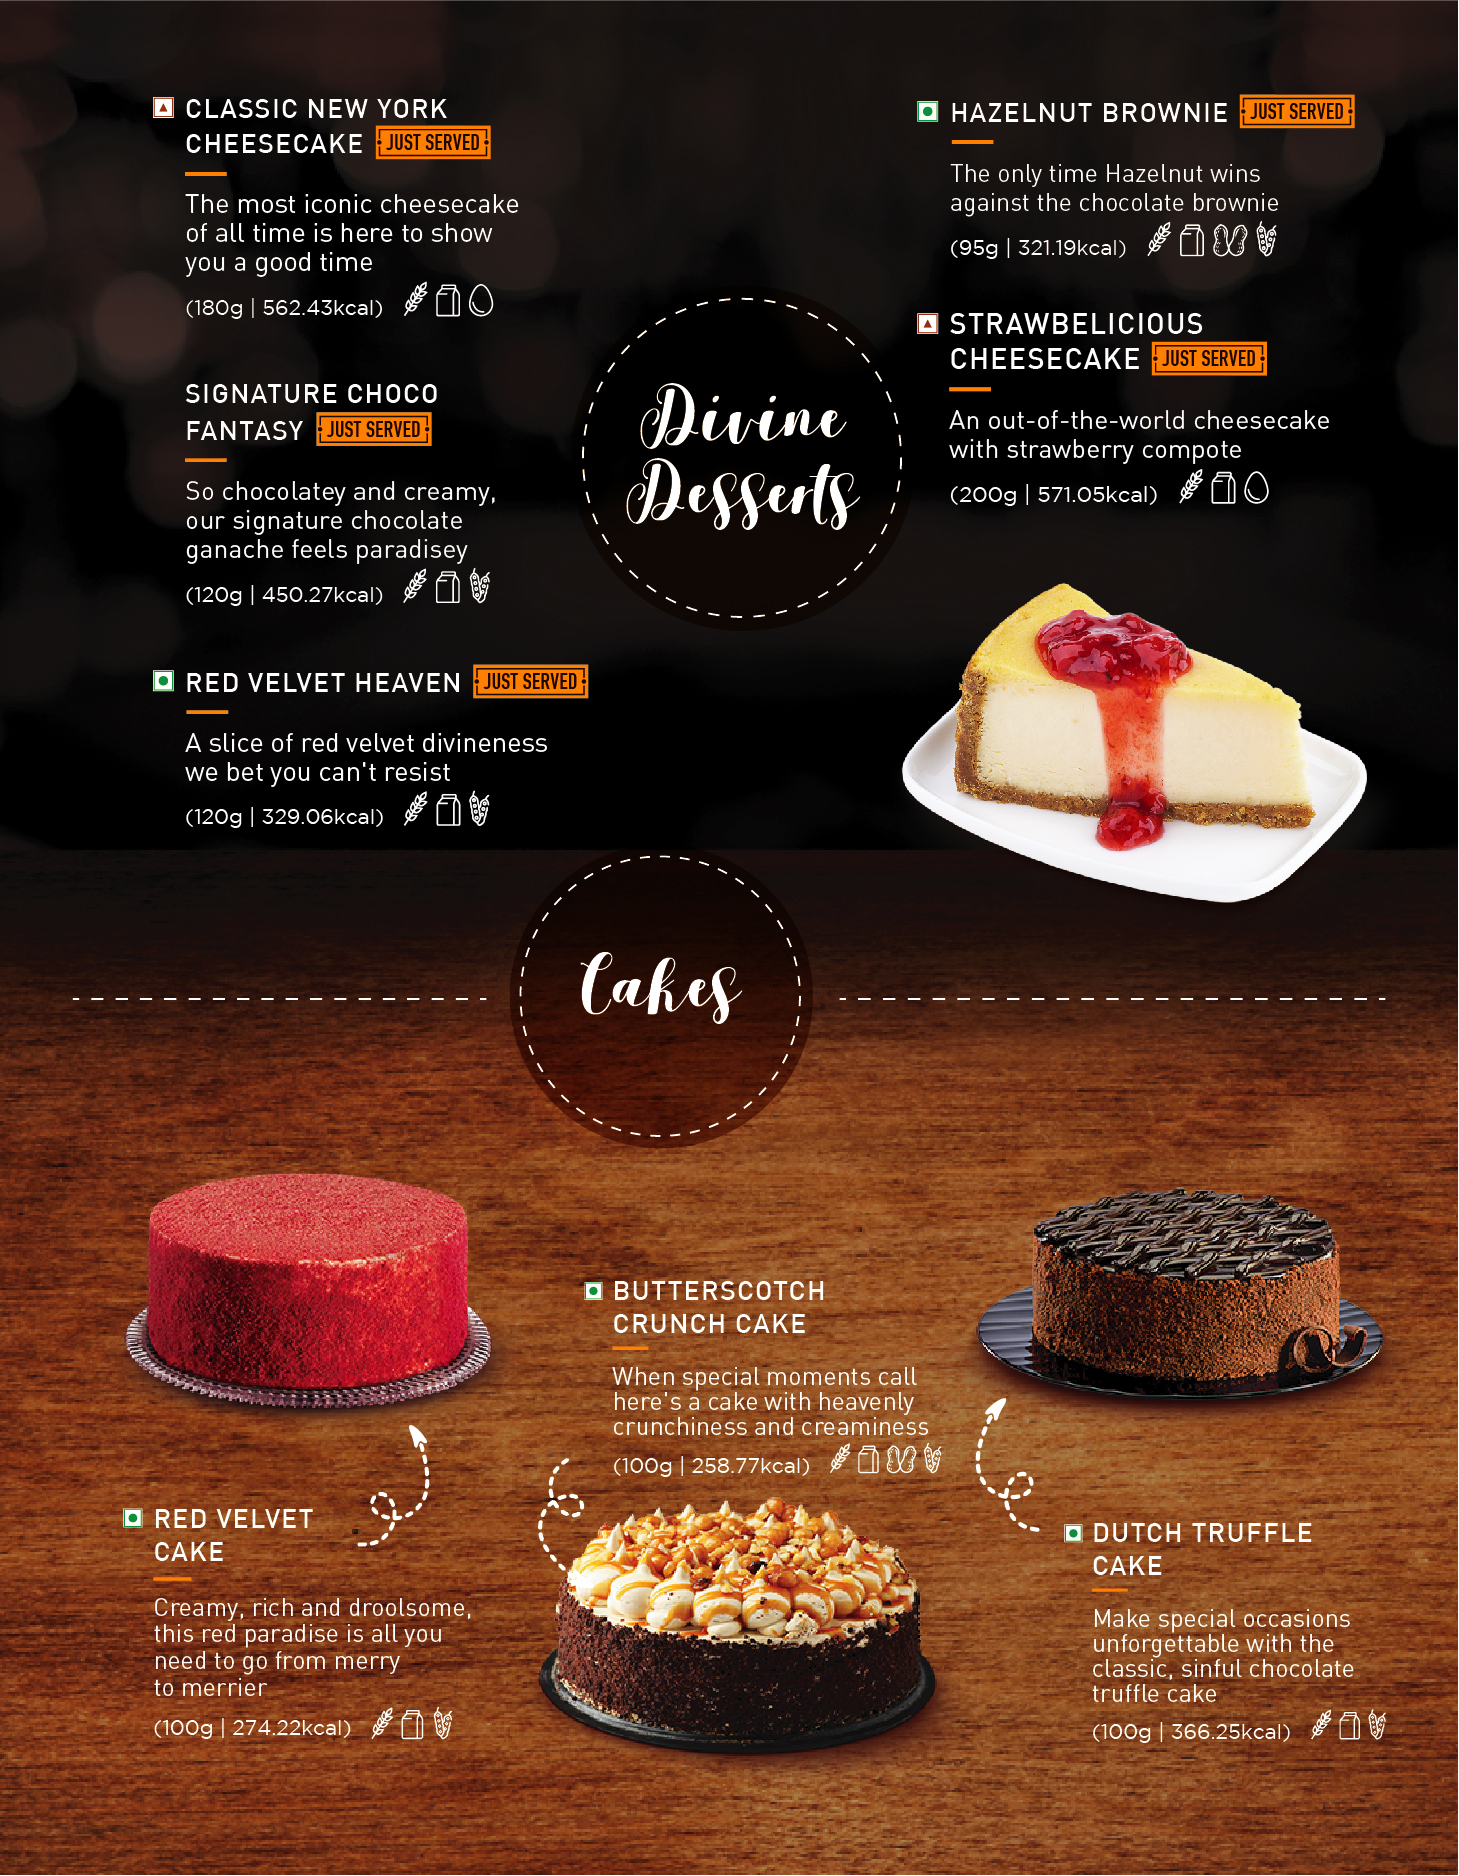 CLASSIC NEW YORK
CHEESECAKE JUST SERVED
The most iconic cheesecake
of all time is here to show
you a good time
(180g | 562.43kcal)
SIGNATURE CHOCO
FANTASY JUST SERVED
So chocolatey and creamy,
our signature chocolate
ganache feels paradisey
(120g | 450.27kcal)
RED VELVET HEAVEN JUST SERVED
A slice of red velvet divineness
we bet you can't resist
(120g | 329.06kcal)
Divine
Desserts
HAZELNUT BROWNIE JUST SERVED
The only time Hazelnut wins
against the chocolate brownie
(95g | 321.19kcal)
STRAWBELICIOUS
CHEESECAKE JUST SERVED
An out-of-the-world cheesecake
with strawberry compote
(200g | 571.05kcal)
Cakes
RED VELVET
CAKE
Creamy, rich and droolsome,
this red paradise is all you
need to go from merry
to merrier
(100g | 274.22kcal)
BUTTERSCOTCH
CRUNCH CAKE
When special moments call
here's a cake with heavenly
crunchiness and creaminess
(100g | 258.77kcal)
DUTCH TRUFFLE
CAKE
Make special occasions
unforgettable with the
classic, sinful chocolate
truffle cake
(100g | 366.25kcal)